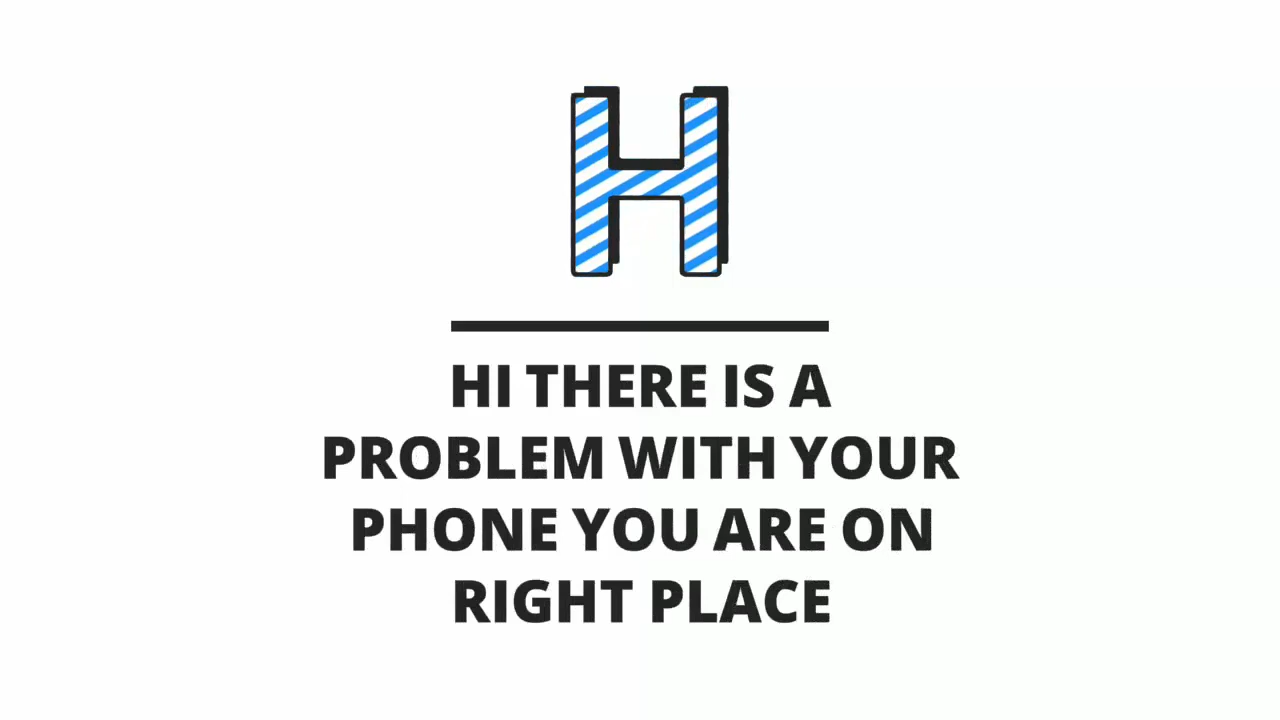 H
HI THERE IS A
PROBLEM WITH YOUR
PHONE YOU ARE ON
RIGHT PLACE